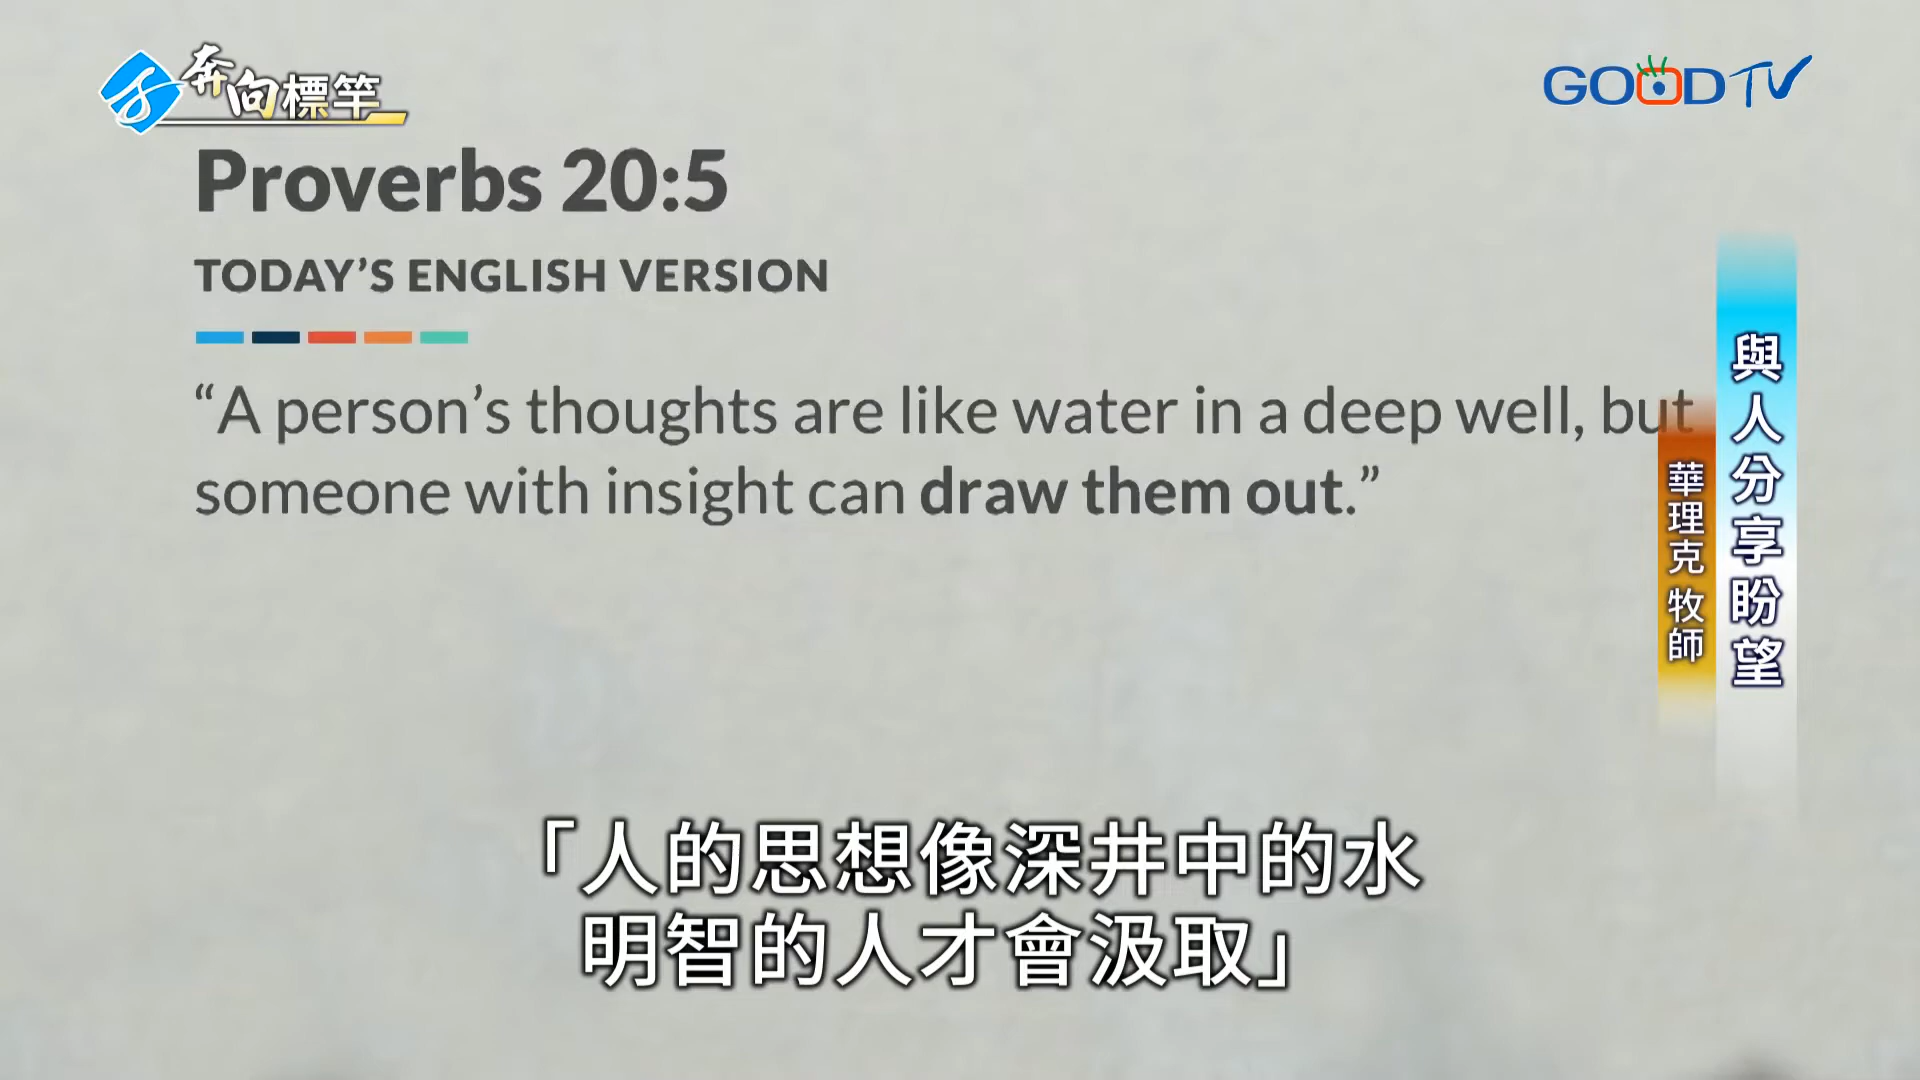 奔向標竿
GOOD TV
Proverbs 20:5
TODAY’S ENGLISH VERSION
“A person’s thoughts are like water in a deep well, but
someone with insight can draw them out.”
與人分享盼望
華理克 牧師
「人的思想像深井中的水
明智的人才會汲取」